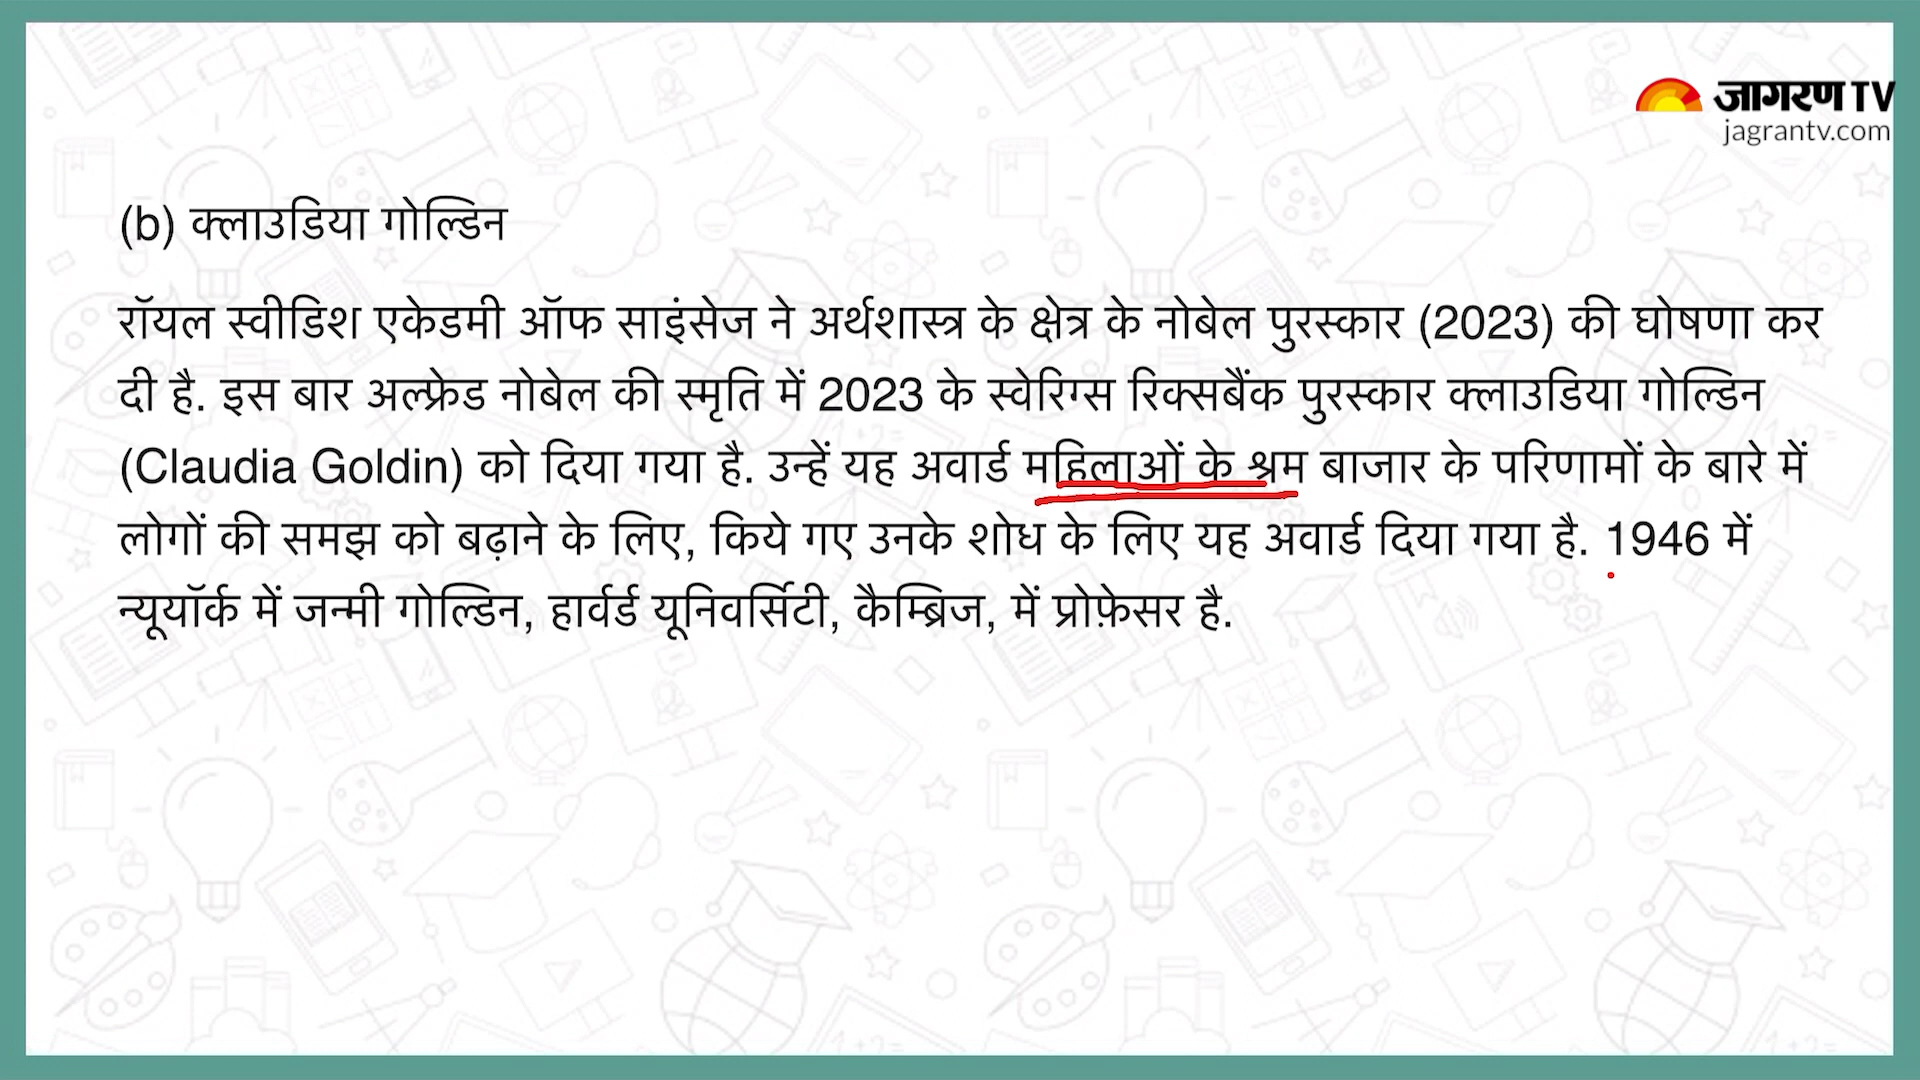 जागरण TV
jagrantv.com
(b) क्लाउडिया गोल्डिन
रॉयल स्वीडिश एकेडमी ऑफ साइंसेज ने अर्थशास्त्र के क्षेत्र के नोबेल पुरस्कार (2023) की घोषणा कर
दी है. इस बार अल्फ्रेड नोबेल की स्मृति में 2023 के स्वेरिग्स रिक्सबैंक पुरस्कार क्लाउडिया गोल्डिन
(Claudia Goldin) को दिया गया है. उन्हें यह अवार्ड महिलाओं के श्रम बाजार के परिणामों के बारे में
लोगों की समझ को बढ़ाने के लिए, किये गए उनके शोध के लिए यह अवार्ड दिया गया है. 1946 में
न्यूयॉर्क में जन्मी गोल्डिन, हार्वर्ड यूनिवर्सिटी, कैम्ब्रिज, में प्रोफ़ेसर है.